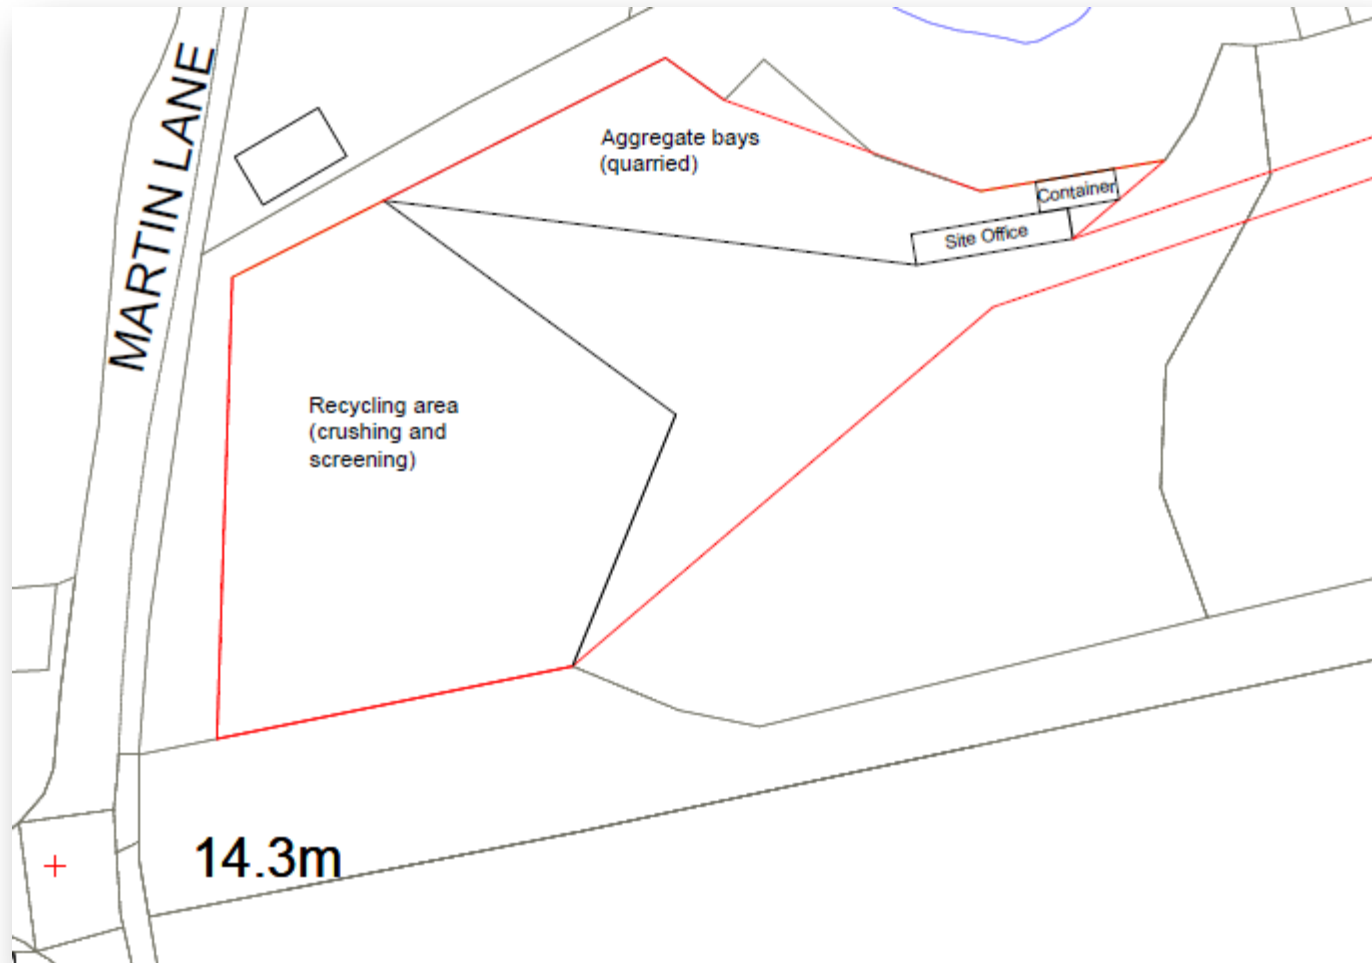 MARTIN LANE
Aggregate bays
(quarried)
Container
Site Office
Recycling area
(crushing and
screening)
14.3m